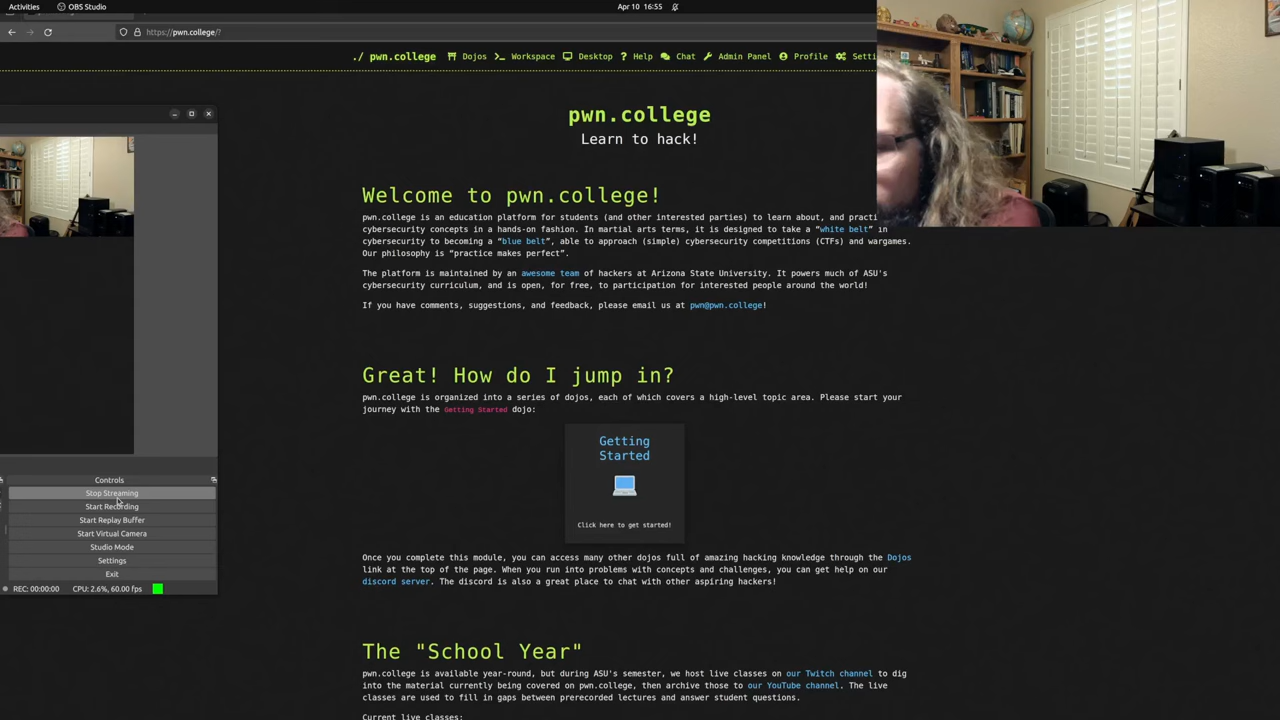 Activities
OBS Studio
Apr 10 16:55
https://pwn.college/?
./ pwn.college
Dojos
Workspace
Desktop
Help
Chat
Admin Panel
Profile
pwn.college
Learn to hack!
Welcome to pwn.college!
pwn.college is an education platform for students (and other interested parties) to learn about, and
cybersecurity concepts in a hands-on fashion. In martial arts terms, it is designed to take a “white belt” in
cybersecurity to becoming a “blue belt”, able to approach (simple) cybersecurity competitions (CTFs) and wargames.
Our philosophy is “practice makes perfect”.
The platform is maintained by an awesome team of hackers at Arizona State University. It powers much of ASU's
cybersecurity curriculum, and is open, for free, to participation for interested people around the world!
If you have comments, suggestions, and feedback, please email us at pwn@pwn.college!
Great! How do I jump in?
pwn.college is organized into a series of dojos, each of which covers a high-level topic area. Please start your
journey with the Getting Started dojo:
Getting
Started
Click here to get started!
Once you complete this module, you can access many other dojos full of amazing hacking knowledge through the Dojos
link at the top of the page. When you run into problems with concepts and challenges, you can get help on our
discord server. The discord is also a great place to chat with other aspiring hackers!
The "School Year"
pwn.college is available year-round, but during ASU's semester, we host live classes on our Twitch channel to dig
into the material currently being covered on pwn.college, then archive those to our YouTube channel. The live
classes are used to fill in gaps between prerecorded lectures and answer student questions.
Current live classes:
Controls
Stop Streaming
Start Recording
Start Replay Buffer
Start Virtual Camera
Studio Mode
Settings
Exit
REC: 00:00:00
CPU: 2.6%, 60.00 fps